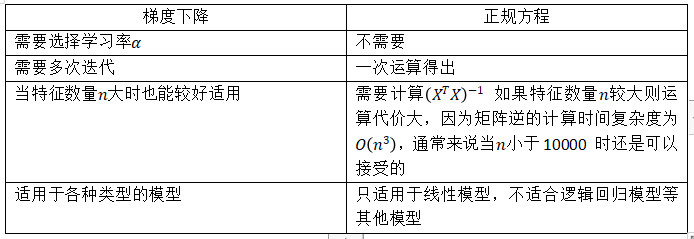 梯度下降
正规方程
需要选择学习率α
不需要
需要多次迭代
一次运算得出
当特征数量n大时也能较好适用
需要计算(XᵀX)⁻¹ 如果特征数量n较大则运
算代价大，因为矩阵逆的计算时间复杂度为
O(n³)，通常来说当n小于 10000 时还是可以
接受的
适用于各种类型的模型
只适用于线性模型，不适合逻辑回归模型等
其他模型